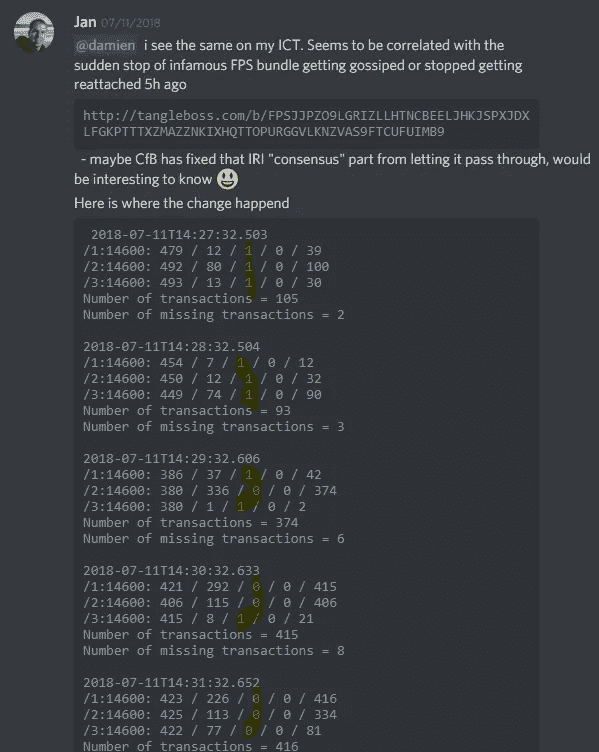 Jan 07/11/2018
@damien i see the same on my ICT. Seems to be correlated with the
sudden stop of infamous FPS bundle getting gossiped or stopped getting
reattached 5h ago
http://tangleboss.com/b/FPSJJPZO9LGRIZLLHTNCBEELJHKJSPXJDX
LFGKPTTTXZMAZZNKIXHQTTOPURGGVLKNZVAS9FTCUFUIMB9
- maybe CfB has fixed that IRI "consensus" part from letting it pass through, would
be interesting to know 😃
Here is where the change happend
2018-07-11T14:27:32.503
/1:14600: 479 / 12 / 1 / 0 / 39
/2:14600: 492 / 80 / 1 / 0 / 100
/3:14600: 493 / 13 / 1 / 0 / 30
Number of transactions = 105
Number of missing transactions = 2
2018-07-11T14:28:32.504
/1:14600: 454 / 7 / 1 / 0 / 12
/2:14600: 450 / 12 / 1 / 0 / 32
/3:14600: 449 / 74 / 1 / 0 / 90
Number of transactions = 93
Number of missing transactions = 3
2018-07-11T14:29:32.606
/1:14600: 386 / 37 / 1 / 0 / 42
/2:14600: 380 / 336 / 0 / 0 / 374
/3:14600: 380 / 1 / 1 / 0 / 2
Number of transactions = 374
Number of missing transactions = 6
2018-07-11T14:30:32.633
/1:14600: 421 / 292 / 0 / 0 / 415
/2:14600: 406 / 115 / 0 / 0 / 406
/3:14600: 415 / 8 / 1 / 0 / 21
Number of transactions = 415
Number of missing transactions = 8
2018-07-11T14:31:32.652
/1:14600: 423 / 226 / 0 / 0 / 416
/2:14600: 425 / 113 / 0 / 0 / 334
/3:14600: 422 / 77 / 0 / 0 / 81
Number of transactions = 416